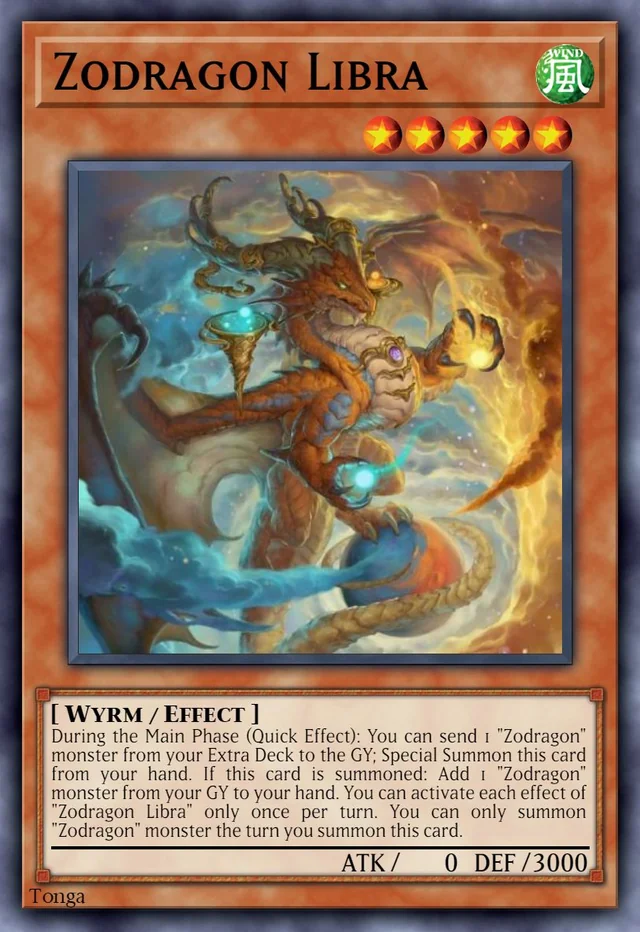 Zodragon Libra
WIND
風
[ Wyrm / Effect ]
During the Main Phase (Quick Effect): You can send 1 "Zodragon"
monster from your Extra Deck to the GY; Special Summon this card
from your hand. If this card is summoned: Add 1 "Zodragon"
monster from your GY to your hand. You can activate each effect of
"Zodragon Libra" only once per turn. You can only summon
"Zodragon" monster the turn you summon this card.
ATK / 0 DEF /3000
Tonga